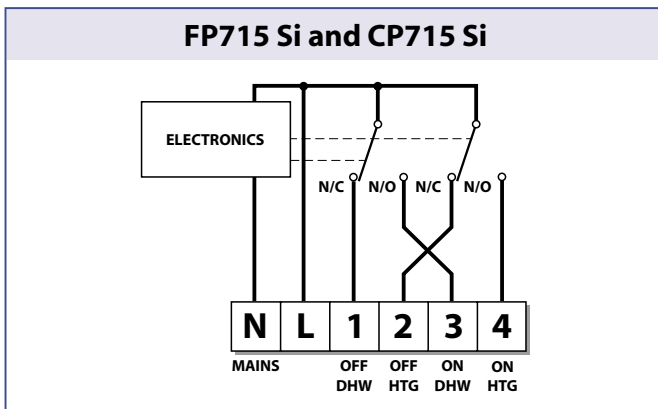 FP715 Si and CP715 Si
ELECTRONICS
N/C N/O N/C N/O
N L 1 2 3 4
MAINS OFF OFF ON ON
DHW HTG DHW HTG